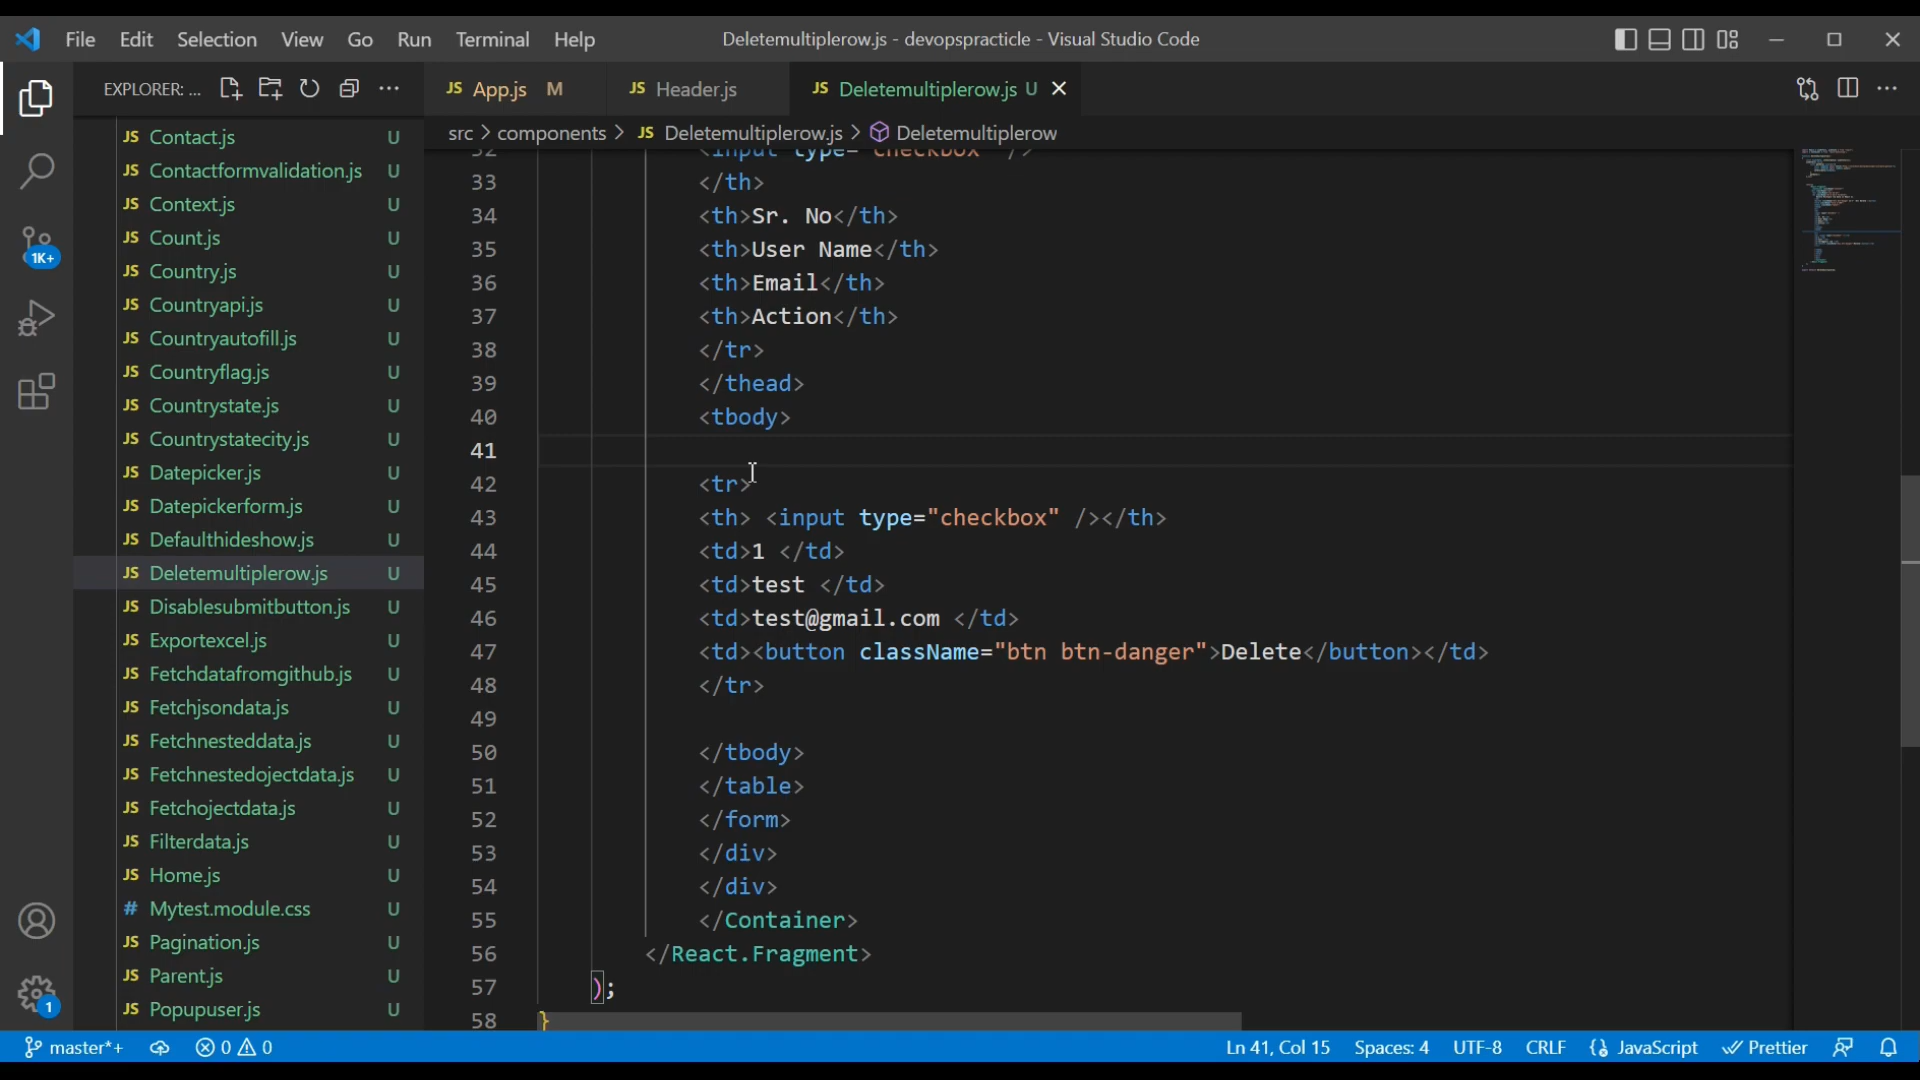 File Edit Selection View Go Run Terminal Help
Deletemultiplerow.js - devopspracticle - Visual Studio Code
EXPLORER: ...
JS App.js M
JS Header.js
JS Deletemultiplerow.js U
src > components > JS Deletemultiplerow.js > Deletemultiplerow
JS Contact.js U
JS Contactformvalidation.js U
JS Context.js U
JS Count.js U
JS Country.js U
JS Countryapi.js U
JS Countryautofill.js U
JS Countryflag.js U
JS Countrystate.js U
JS Countrystatecity.js U
JS Datepicker.js U
JS Datepickerform.js U
JS Defaulthideshow.js U
JS Deletemultiplerow.js U
JS Disablesubmitbutton.js U
JS Exportexcel.js U
JS Fetchdatafromgithub.js U
JS Fetchjsondata.js U
JS Fetchnesteddata.js U
JS Fetchnestedojectdata.js U
JS Fetchojectdata.js U
JS Filterdata.js U
JS Home.js U
# Mytest.module.css U
JS Pagination.js U
JS Parent.js U
JS Popupuser.js U
1K+
1
32 <input type="checkbox" />
33 </th>
34 <th>Sr. No</th>
35 <th>User Name</th>
36 <th>Email</th>
37 <th>Action</th>
38 </tr>
39 </thead>
40 <tbody>
41
42 <tr>
43 <th> <input type="checkbox" /></th>
44 <td>1 </td>
45 <td>test </td>
46 <td>test@gmail.com </td>
47 <td><button className="btn btn-danger">Delete</button></td>
48 </tr>
49
50 </tbody>
51 </table>
52 </form>
53 </div>
54 </div>
55 </Container>
56 </React.Fragment>
57 );
58 }
master*+ 0 0
Ln 41, Col 15 Spaces: 4 UTF-8 CRLF JavaScript Prettier